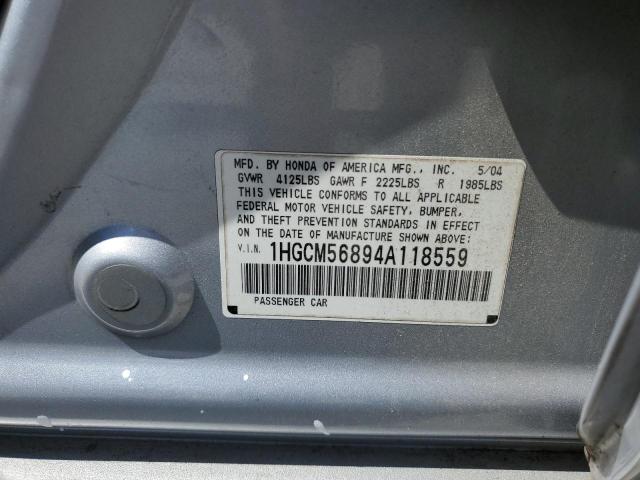 MFD. BY HONDA OF AMERICA MFG., INC. 5/04
GVWR 4125LBS GAWR F 2225LBS R 1985LBS
THIS VEHICLE CONFORMS TO ALL APPLICABLE
FEDERAL MOTOR VEHICLE SAFETY, BUMPER,
AND THEFT PREVENTION STANDARDS IN EFFECT
ON THE DATE OF MANUFACTURE SHOWN ABOVE:
V.I.N. 1HGCM56894A118559
PASSENGER CAR